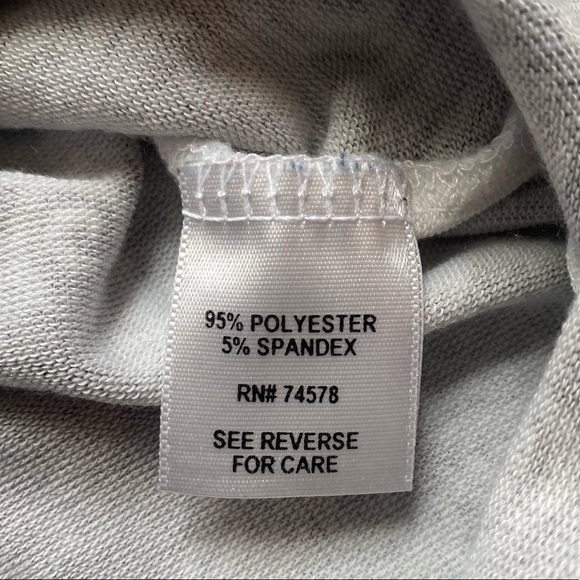 95% POLYESTER
5% SPANDEX
RN# 74578
SEE REVERSE
FOR CARE